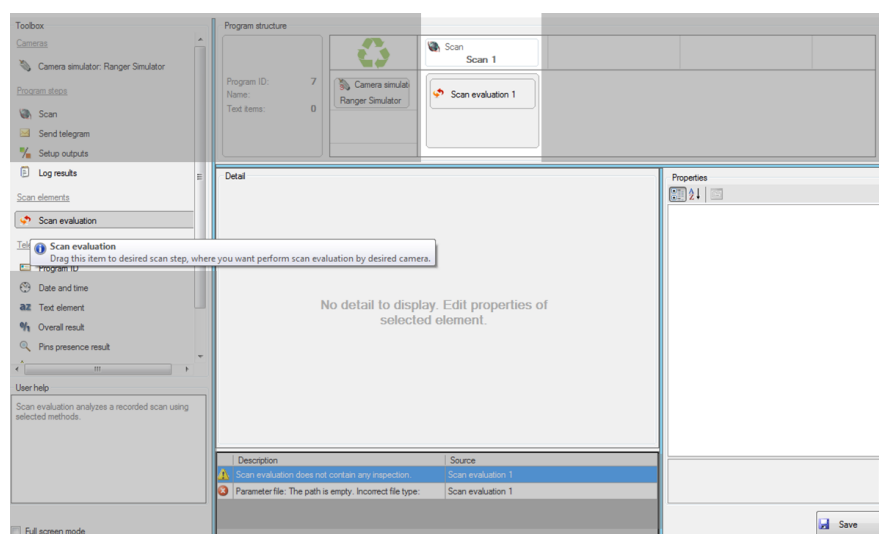 Toolbox
Cameras
Camera simulator: Ranger Simulator
Program steps
Scan
Send telegram
Setup outputs
Log results
Scan elements
Scan evaluation
Tel
Scan evaluation
Drag this item to desired scan step, where you want perform scan evaluation by desired camera.
Program ID
Date and time
az Text element
Overall result
Pins presence result
User help
Scan evaluation analyzes a recorded scan using
selected methods.
Full screen mode
Program structure
Program ID: 7
Name:
Text items: 0
Camera simulati
Ranger Simulator
Scan
Scan 1
Scan evaluation 1
Detail
No detail to display. Edit properties of
selected element.
Description Source
Scan evaluation does not contain any inspection. Scan evaluation 1
Parameter file: The path is empty. Incorrect file type: Scan evaluation 1
Properties
Save